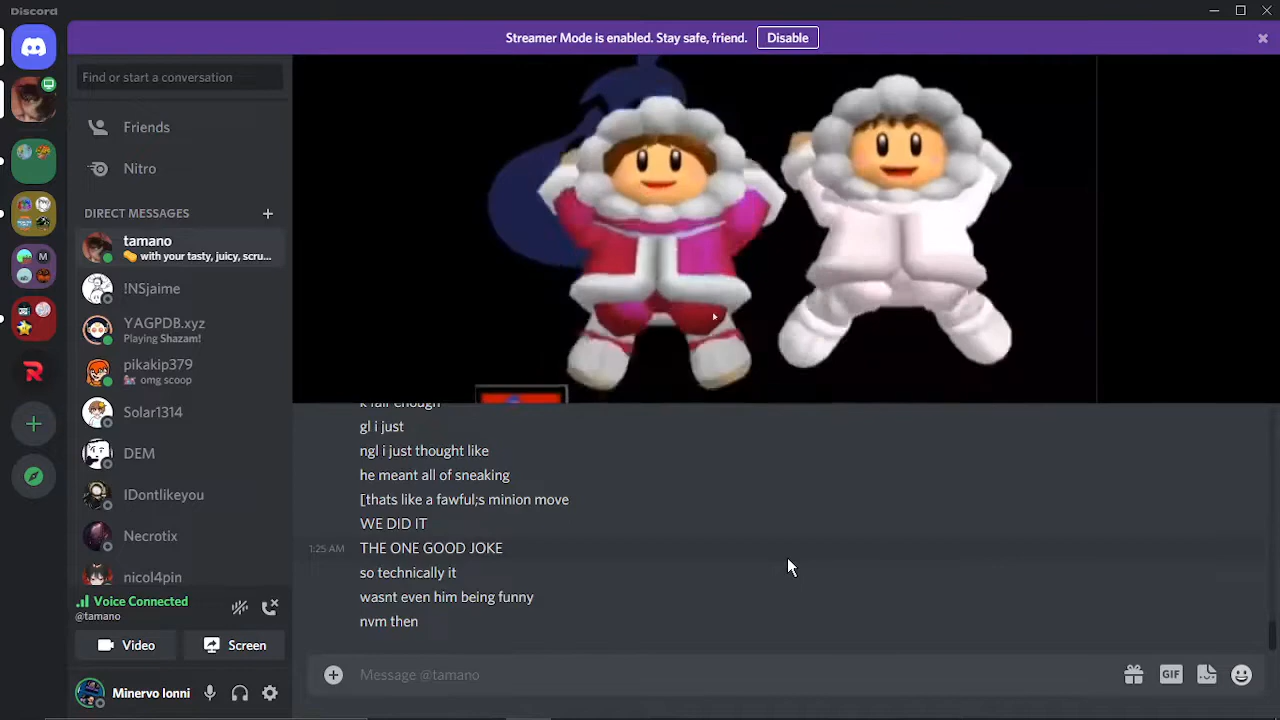 Discord
Streamer Mode is enabled. Stay safe, friend.
Disable
Find or start a conversation
Friends
Nitro
DIRECT MESSAGES
tamano
with your tasty, juicy, scru...
!NSjaime
YAGPDB.xyz
Playing Shazam!
pikakip379
omg scoop
Solar1314
DEM
IDontlikeyou
Necrotix
nicol4pin
Voice Connected
@tamano
Video
Screen
Minervo Ionni
k fair enough
gl i just
ngl i just thought like
he meant all of sneaking
[thats like a fawful;s minion move
WE DID IT
1:25 AM THE ONE GOOD JOKE
so technically it
wasnt even him being funny
nvm then
Message @tamano
GIF